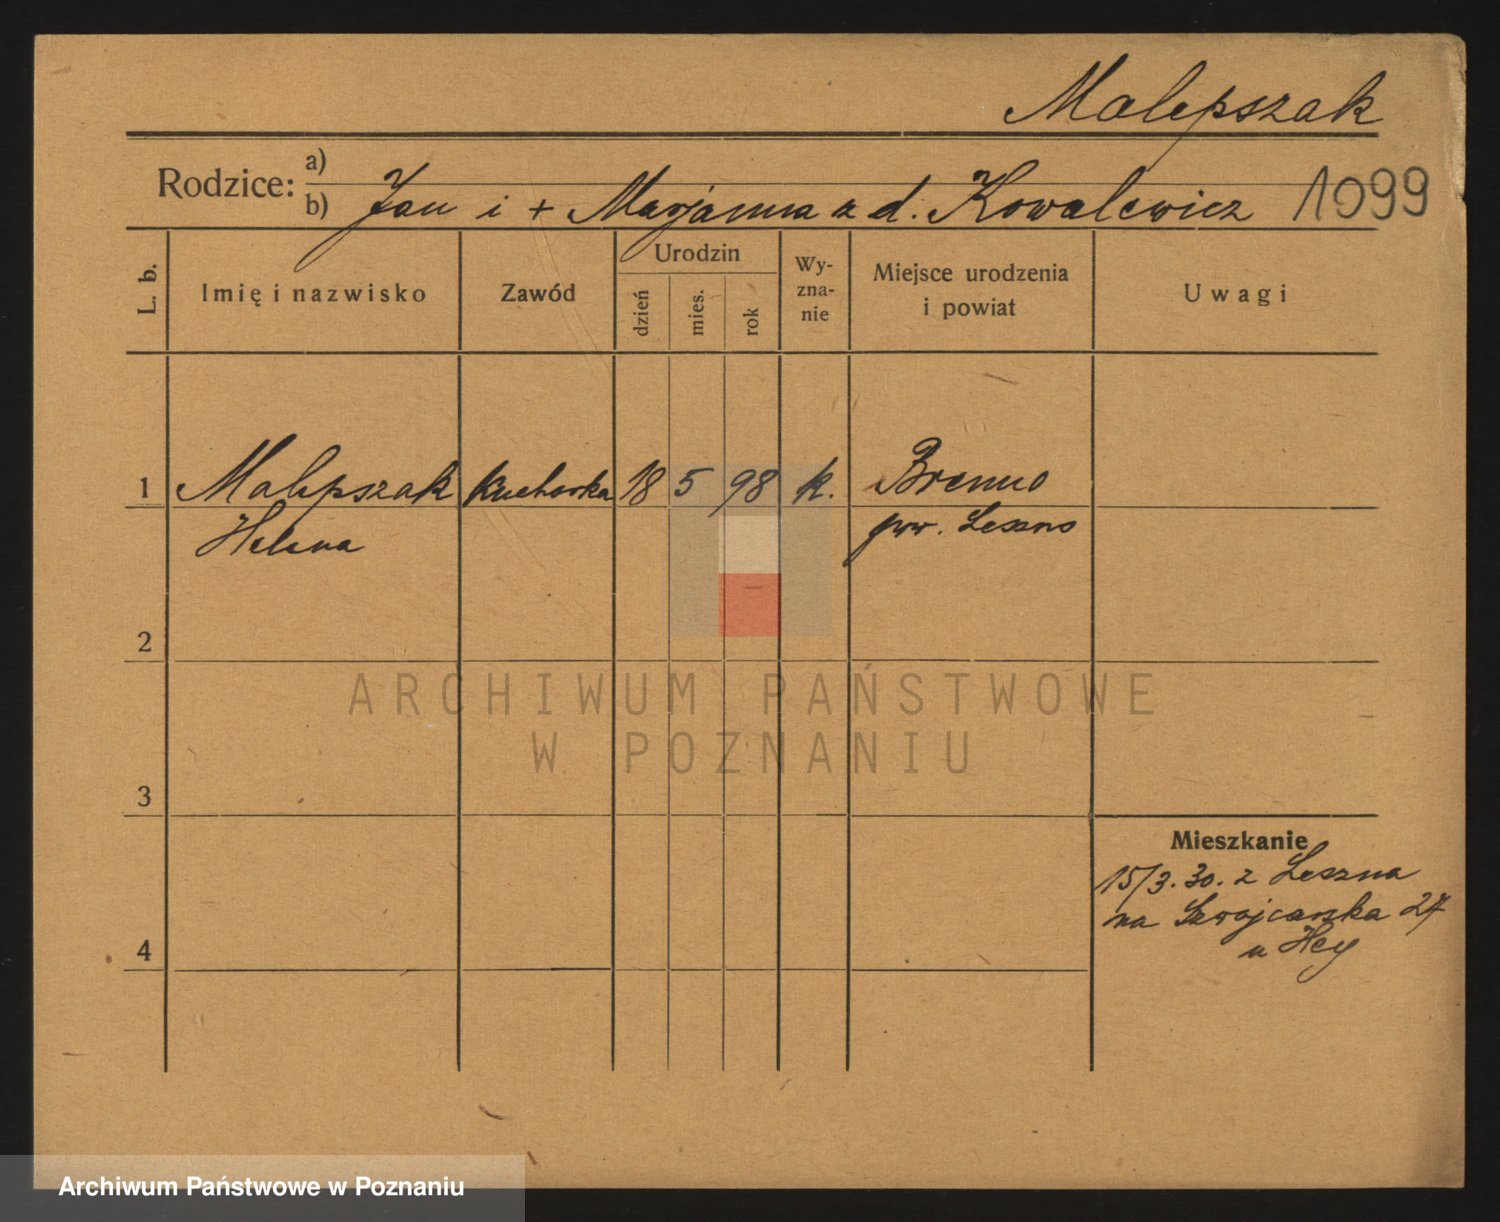 Malepszak
Rodzice: a)
b) Jan i + Marjanna z d. Kowalewicz 1099
L. b.
Imię i nazwisko
Zawód
Urodzin
dzień
mies.
rok
Wy-
zna-
nie
Miejsce urodzenia
i powiat
Uwagi
1 Malepszak Kucharka 18 5 98 k. Brenno
Helena pow. Leszno
2
ARCHIWUM PAŃSTWOWE
W POZNANIU
3
Mieszkanie
15/3. 30. z Leszna
na Szwajcarska 27
u Hey
4
Archiwum Państwowe w Poznaniu